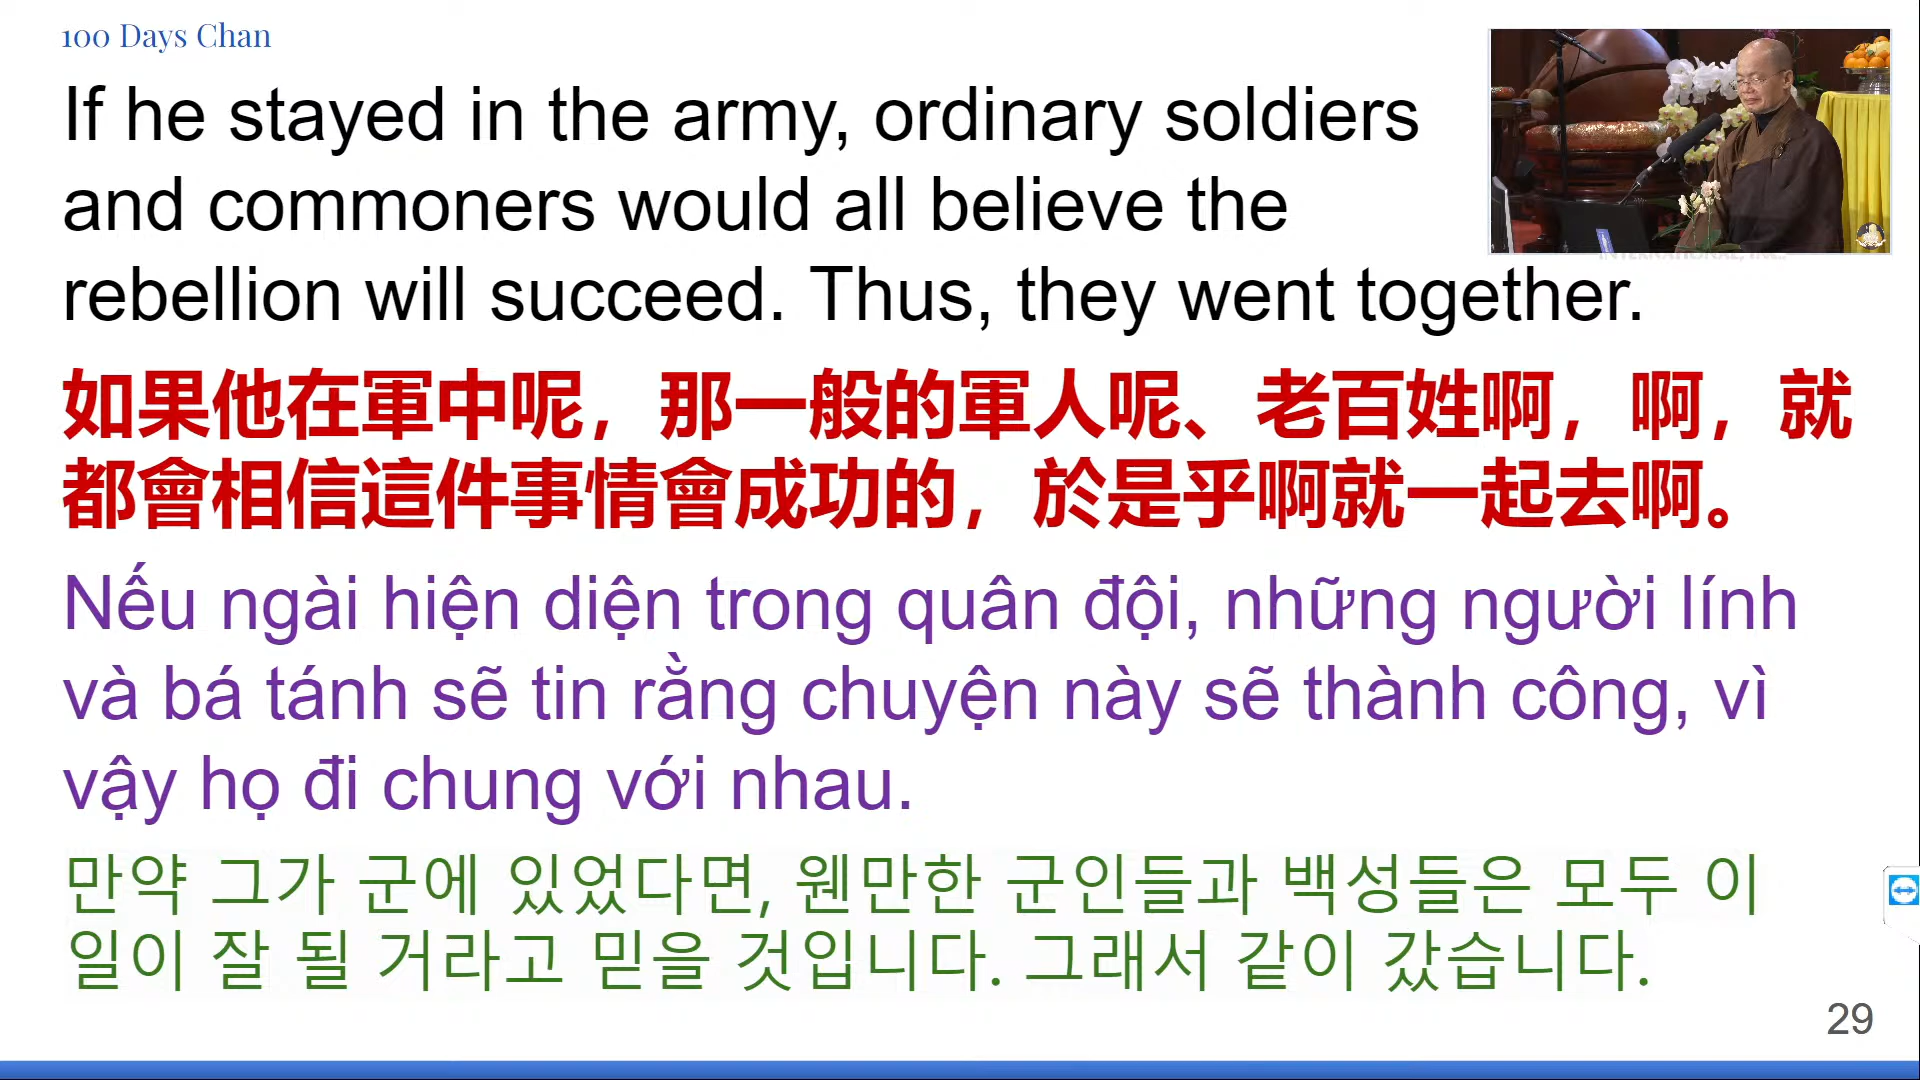 100 Days Chan
If he stayed in the army, ordinary soldiers
and commoners would all believe the
rebellion will succeed. Thus, they went together.
如果他在軍中呢，那一般的軍人呢、老百姓啊，啊，就
都會相信這件事情會成功的，於是乎啊就一起去啊。
Nếu ngài hiện diện trong quân đội, những người lính
và bá tánh sẽ tin rằng chuyện này sẽ thành công, vì
vậy họ đi chung với nhau.
만약 그가 군에 있었다면, 웬만한 군인들과 백성들은 모두 이
일이 잘 될 거라고 믿을 것입니다. 그래서 같이 갔습니다.
29